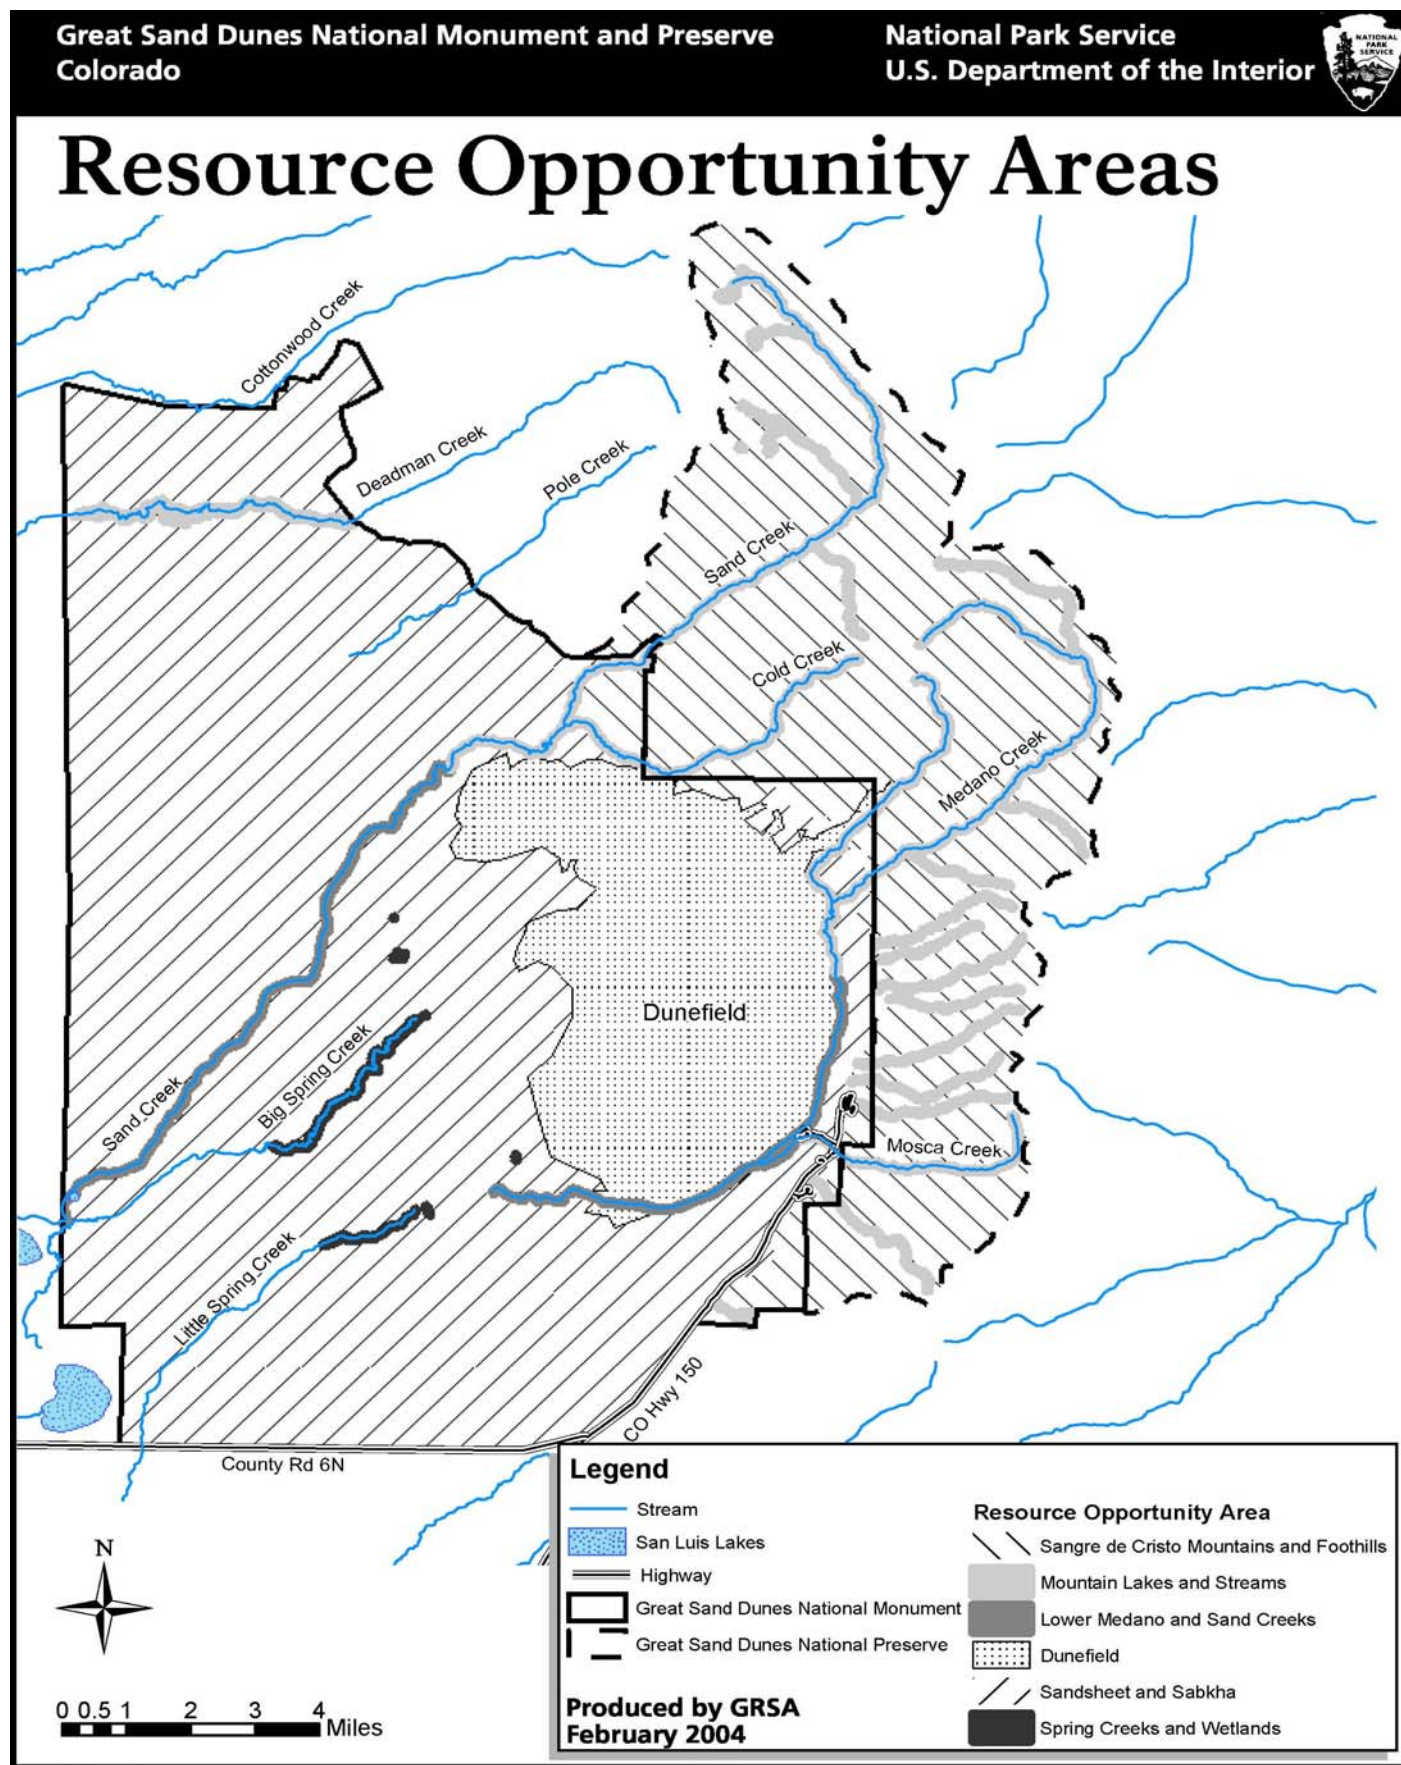 Great Sand Dunes National Monument and Preserve
Colorado
National Park Service
U.S. Department of the Interior
NATIONAL
PARK
SERVICE
Resource Opportunity Areas
Cottonwood Creek
Deadman Creek
Pole Creek
Sand Creek
Cold Creek
Medano Creek
Dunefield
Big Spring Creek
Sand Creek
Mosca Creek
Little Spring Creek
CO Hwy 150
County Rd 6N
N
0 0.5 1 2 3 4
Miles
Legend
Stream
San Luis Lakes
Highway
Great Sand Dunes National Monument
Great Sand Dunes National Preserve
Produced by GRSA
February 2004
Resource Opportunity Area
Sangre de Cristo Mountains and Foothills
Mountain Lakes and Streams
Lower Medano and Sand Creeks
Dunefield
Sandsheet and Sabkha
Spring Creeks and Wetlands